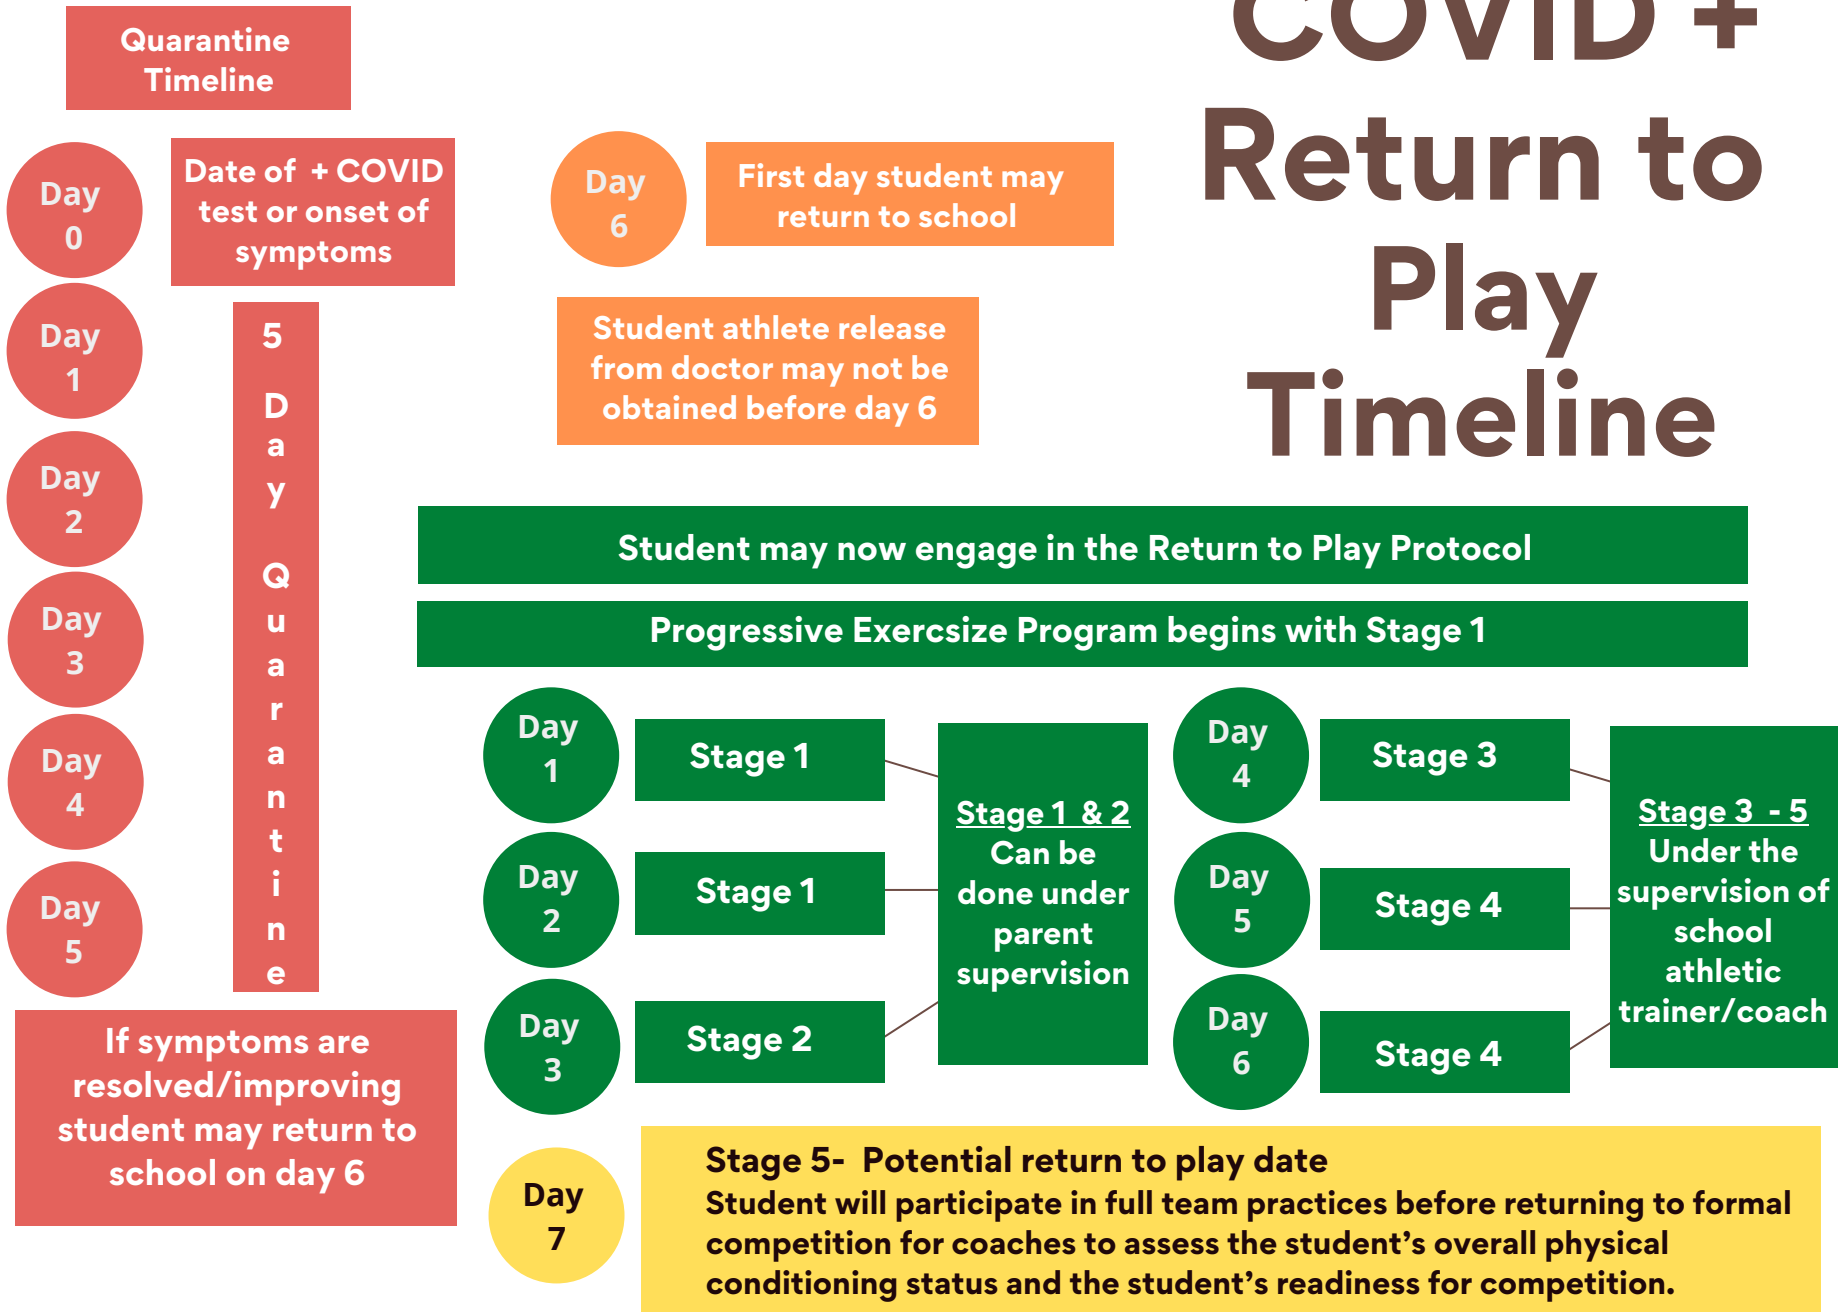 COVID +
Return to
Play
Timeline
Quarantine
Timeline
Day
0
Date of + COVID
test or onset of
symptoms
Day
1
Day
2
Day
3
Day
4
Day
5
5
D
a
y
Q
u
a
r
a
n
t
i
n
e
If symptoms are
resolved/improving
student may return to
school on day 6
Day
6
First day student may
return to school
Student athlete release
from doctor may not be
obtained before day 6
Student may now engage in the Return to Play Protocol
Progressive Exercsize Program begins with Stage 1
Day
1
Stage 1
Day
2
Stage 1
Day
3
Stage 2
Stage 1 & 2
Can be
done under
parent
supervision
Day
4
Stage 3
Day
5
Stage 4
Day
6
Stage 4
Stage 3 - 5
Under the
supervision of
school
athletic
trainer/coach
Day
7
Stage 5- Potential return to play date
Student will participate in full team practices before returning to formal
competition for coaches to assess the student's overall physical
conditioning status and the student's readiness for competition.